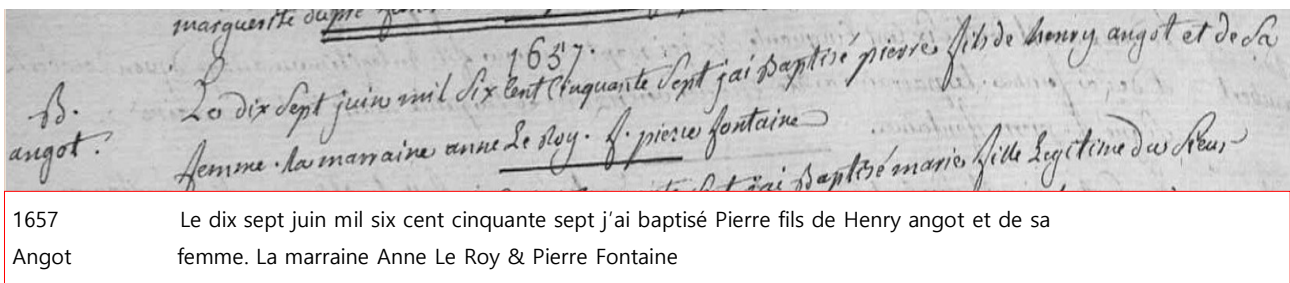 marguerite dupré
1657.
B. Le dix Sept juin mil Six Cent Cinquante Sept jai Baptisé pierre fils de henry angot et de Sa
angot. femme. la marraine anne Le Roy. f. pierre fontaine
jai Baptisé marie fille Legitime du Sieur
1657 Le dix sept juin mil six cent cinquante sept j'ai baptisé Pierre fils de Henry angot et de sa
Angot femme. La marraine Anne Le Roy & Pierre Fontaine